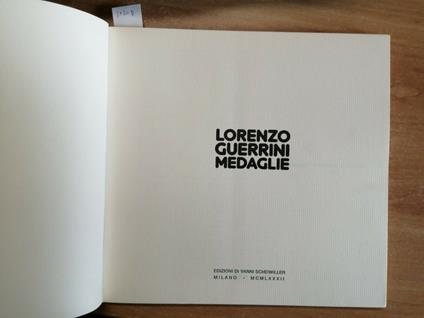 LORENZO
GUERRINI
MEDAGLIE
EDIZIONI DI VANNI SCHEIWILLER
MILANO - MCMLXXXII